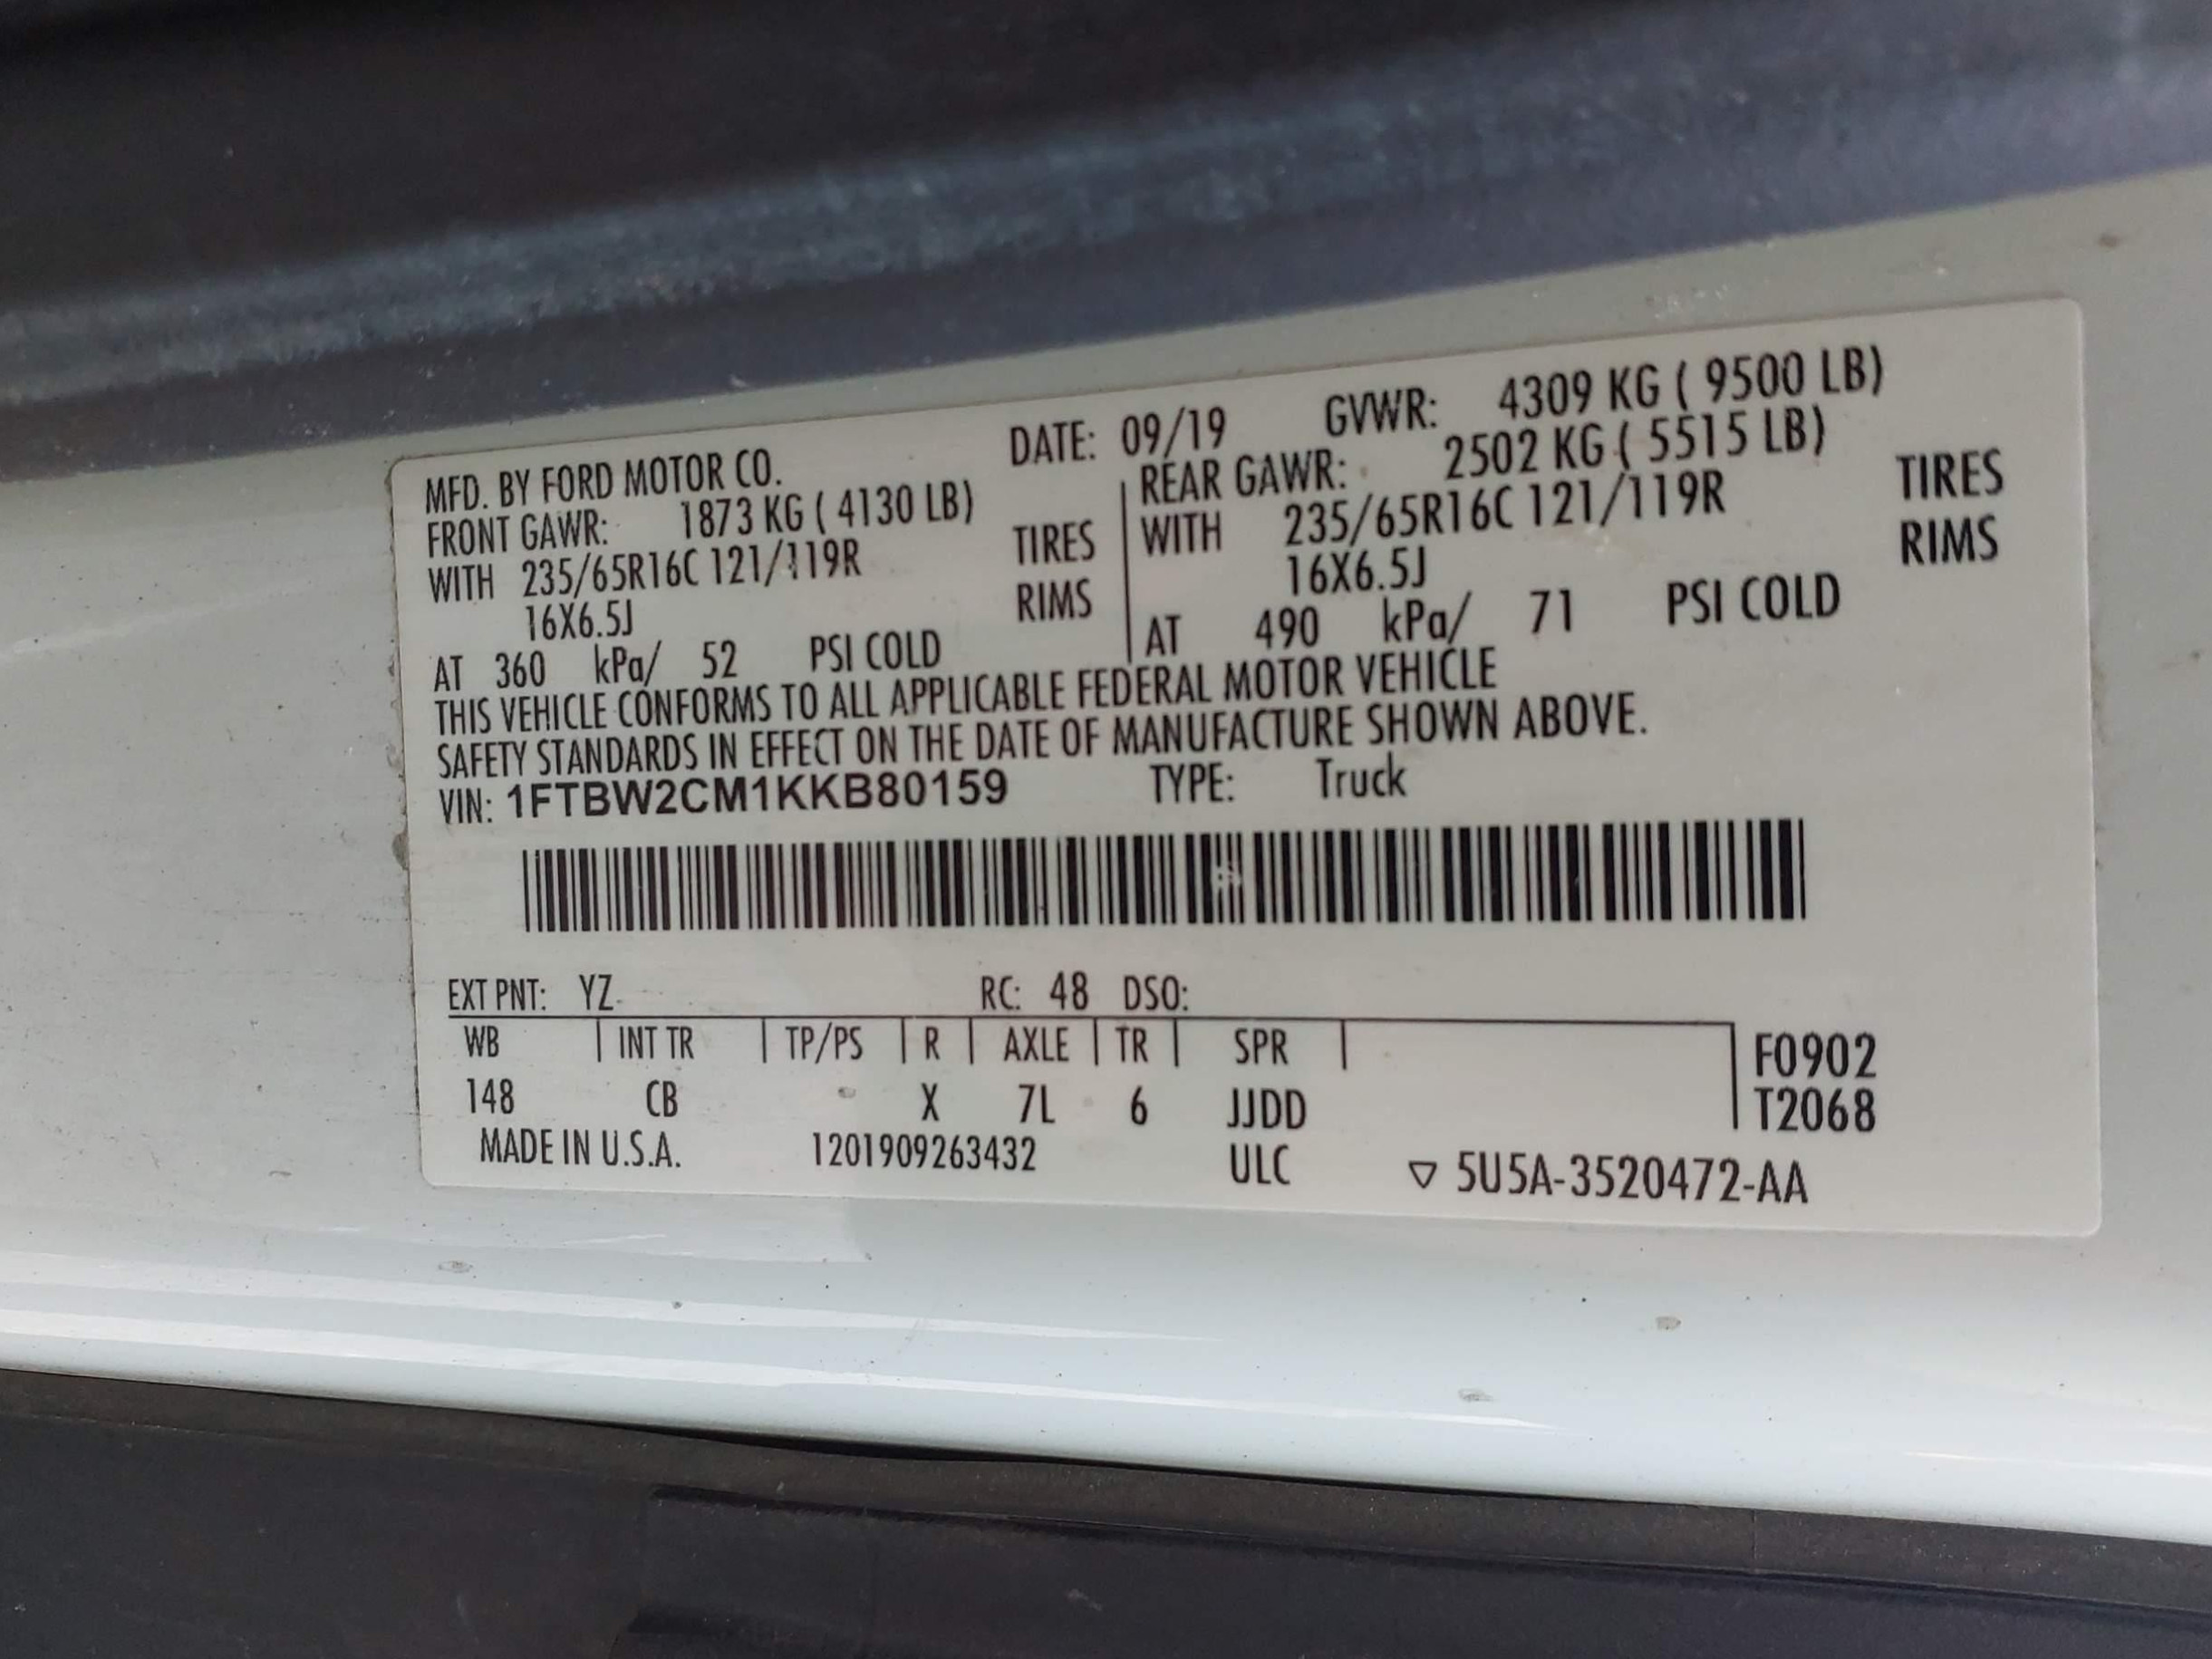 MFD. BY FORD MOTOR CO. DATE: 09/19 GVWR: 4309 KG ( 9500 LB)
FRONT GAWR: 1873 KG ( 4130 LB) REAR GAWR: 2502 KG ( 5515 LB)
WITH 235/65R16C 121/119R TIRES WITH 235/65R16C 121/119R TIRES
16X6.5J RIMS 16X6.5J RIMS
AT 360 kPa/ 52 PSI COLD AT 490 kPa/ 71 PSI COLD
THIS VEHICLE CONFORMS TO ALL APPLICABLE FEDERAL MOTOR VEHICLE
SAFETY STANDARDS IN EFFECT ON THE DATE OF MANUFACTURE SHOWN ABOVE.
VIN: 1FTBW2CM1KKB80159 TYPE: Truck
EXT PNT: YZ RC: 48 DSO:
WB INT TR TP/PS R AXLE TR SPR F0902
148 CB X 7L 6 JJDD T2068
MADE IN U.S.A. 1201909263432 ULC ▽ 5U5A-3520472-AA